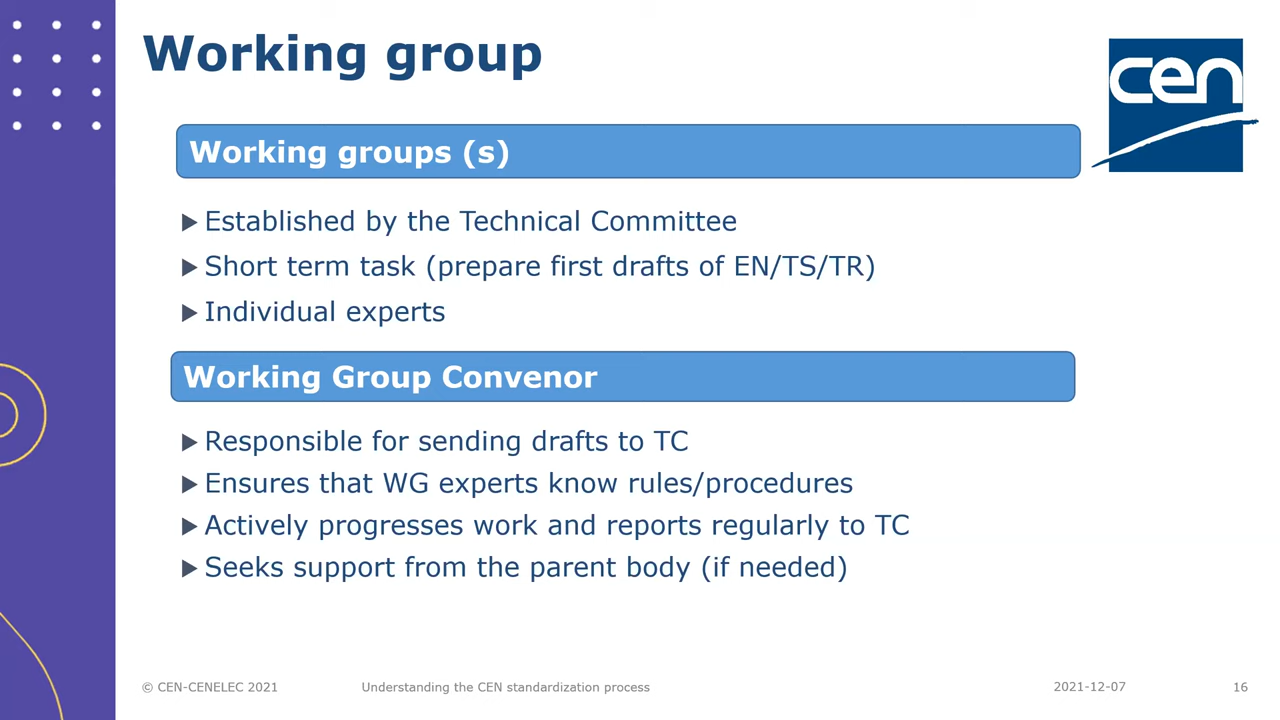 Working group
cen
Working groups (s)
Established by the Technical Committee
Short term task (prepare first drafts of EN/TS/TR)
Individual experts
Working Group Convenor
Responsible for sending drafts to TC
Ensures that WG experts know rules/procedures
Actively progresses work and reports regularly to TC
Seeks support from the parent body (if needed)
© CEN-CENELEC 2021 Understanding the CEN standardization process 2021-12-07 16